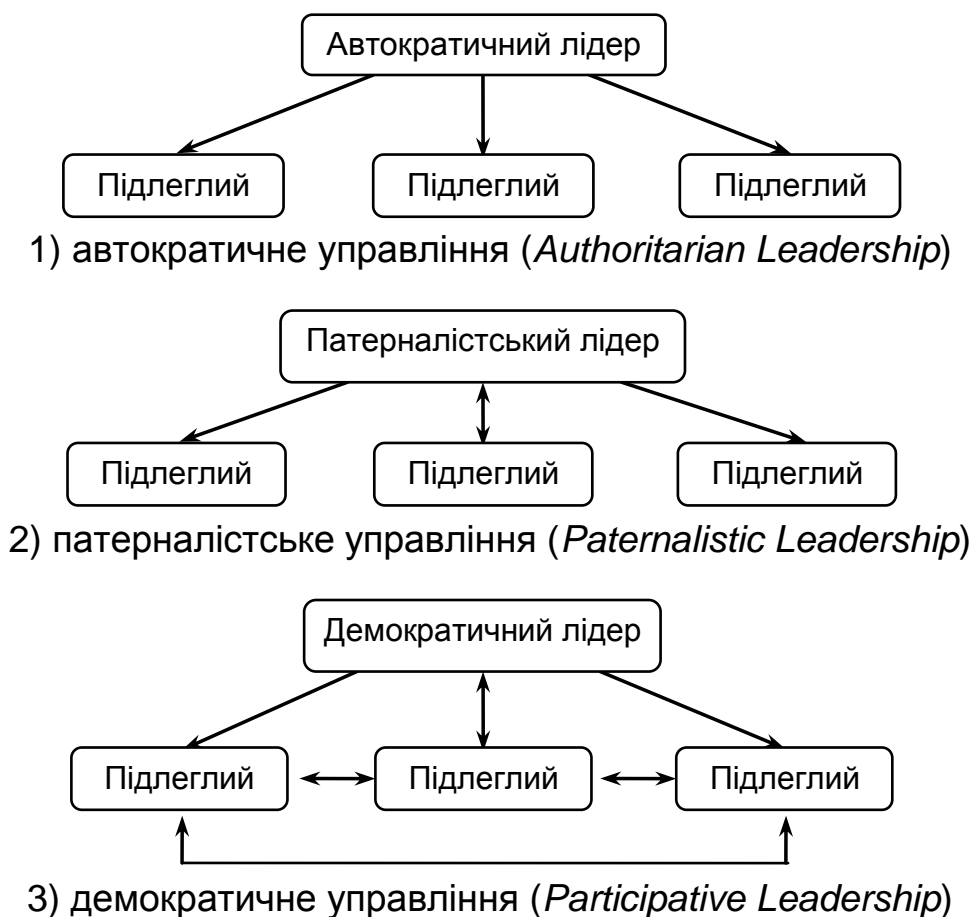 Автократичний лідер
Підлеглий Підлеглий Підлеглий
1) автократичне управління (Authoritarian Leadership)
Патерналістський лідер
Підлеглий Підлеглий Підлеглий
2) патерналістське управління (Paternalistic Leadership)
Демократичний лідер
Підлеглий Підлеглий Підлеглий
3) демократичне управління (Participative Leadership)